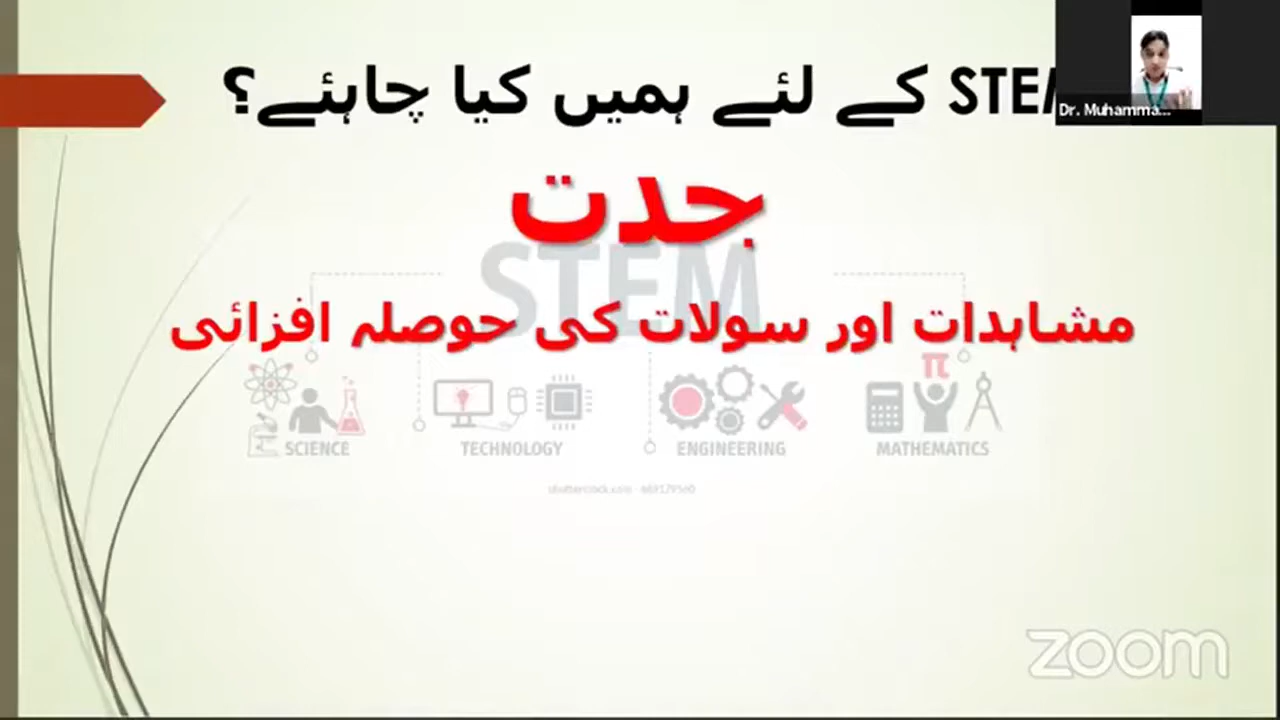 STEM کے لئے ہمیں کیا چاہئے؟
Dr. Muhamma...
جدت
STEM
مشاہدات اور سولات کی حوصلہ افزائی
π
SCIENCE
TECHNOLOGY
ENGINEERING
MATHEMATICS
zoom